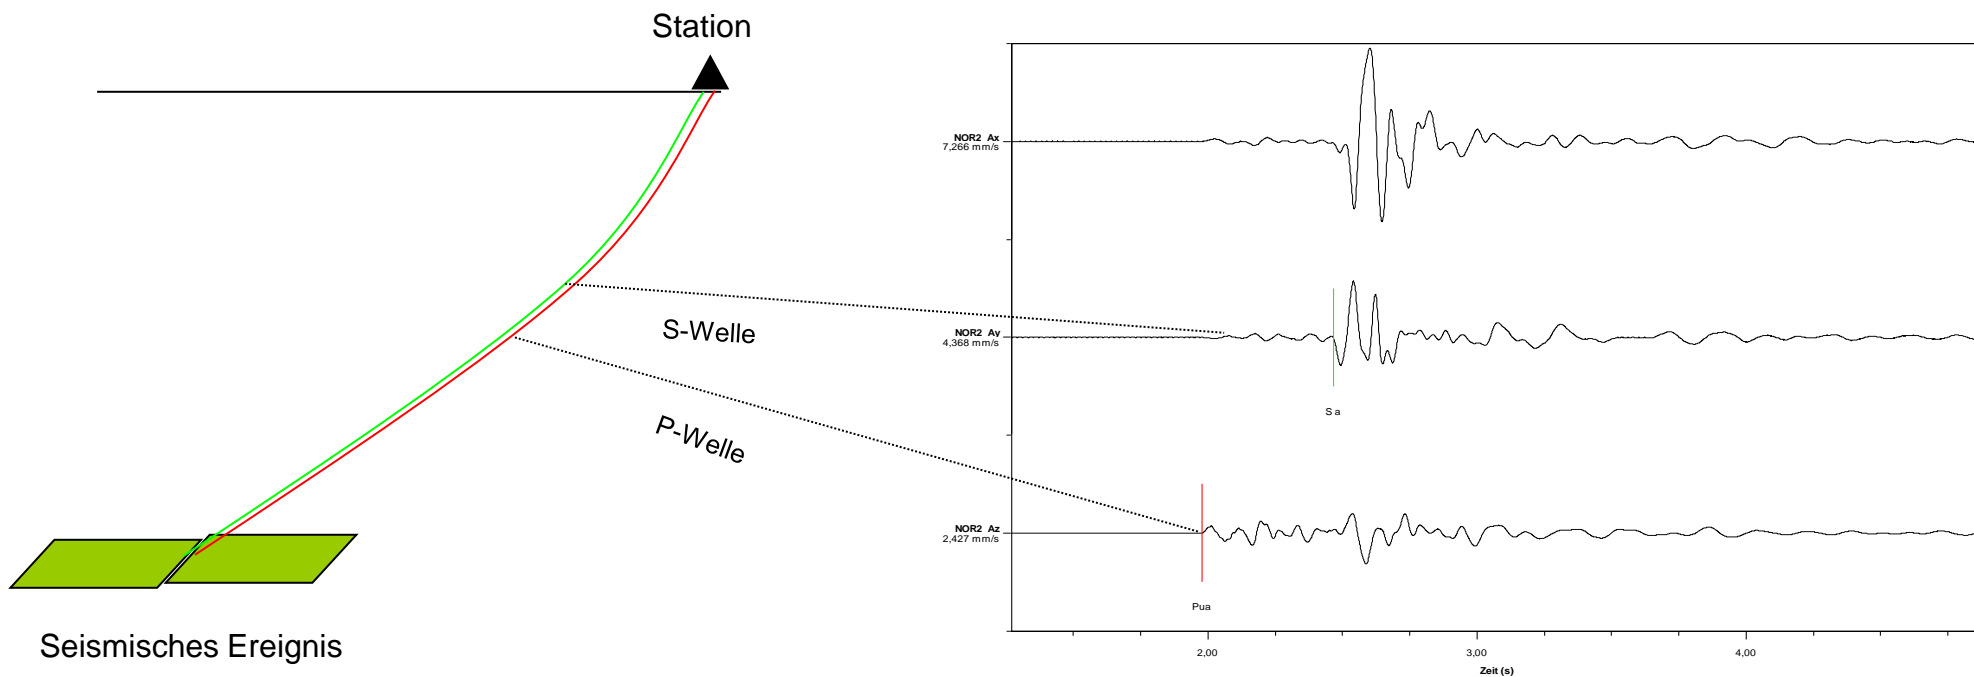 Station
S-Welle
P-Welle
Seismisches Ereignis
NOR2 Ax
7,266 mm/s
NOR2 Ay
4,368 mm/s
S a
NOR2 Az
2,427 mm/s
Pua
2,00
3,00
4,00
Zeit (s)